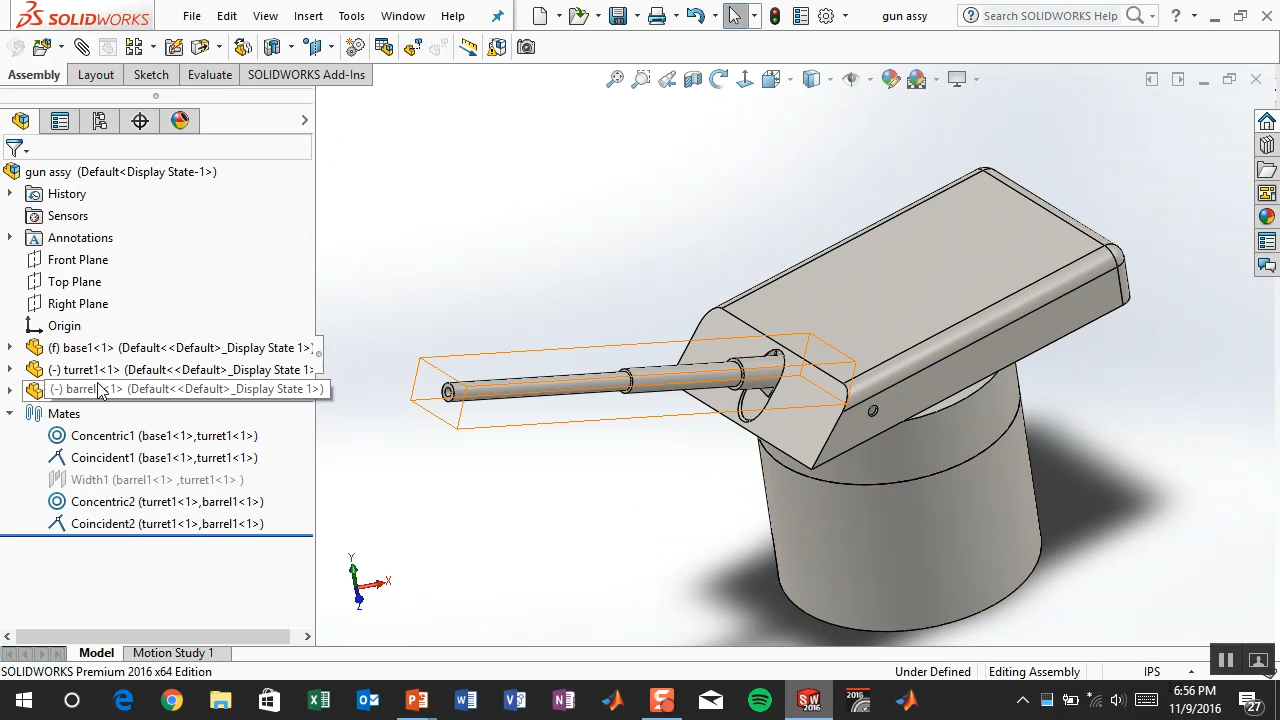 SOLIDWORKS
File Edit View Insert Tools Window Help
gun assy
Search SOLIDWORKS Help
Assembly Layout Sketch Evaluate SOLIDWORKS Add-Ins
gun assy (Default<Display State-1>)
History
Sensors
Annotations
Front Plane
Top Plane
Right Plane
Origin
(f) base1<1> (Default<<Default>_Display State 1>)
(-) turret1<1> (Default<<Default>_Display State 1>
(-) barrel 1> (Default<<Default>_Display State 1>)
Mates
Concentric1 (base1<1>,turret1<1>)
Coincident1 (base1<1>,turret1<1>)
Width1 (barrel1<1> ,turret1<1> )
Concentric2 (turret1<1>,barrel1<1>)
Coincident2 (turret1<1>,barrel1<1>)
Y
X
Z
Model Motion Study 1
SOLIDWORKS Premium 2016 x64 Edition
Under Defined Editing Assembly IPS
6:56 PM
11/9/2016
27